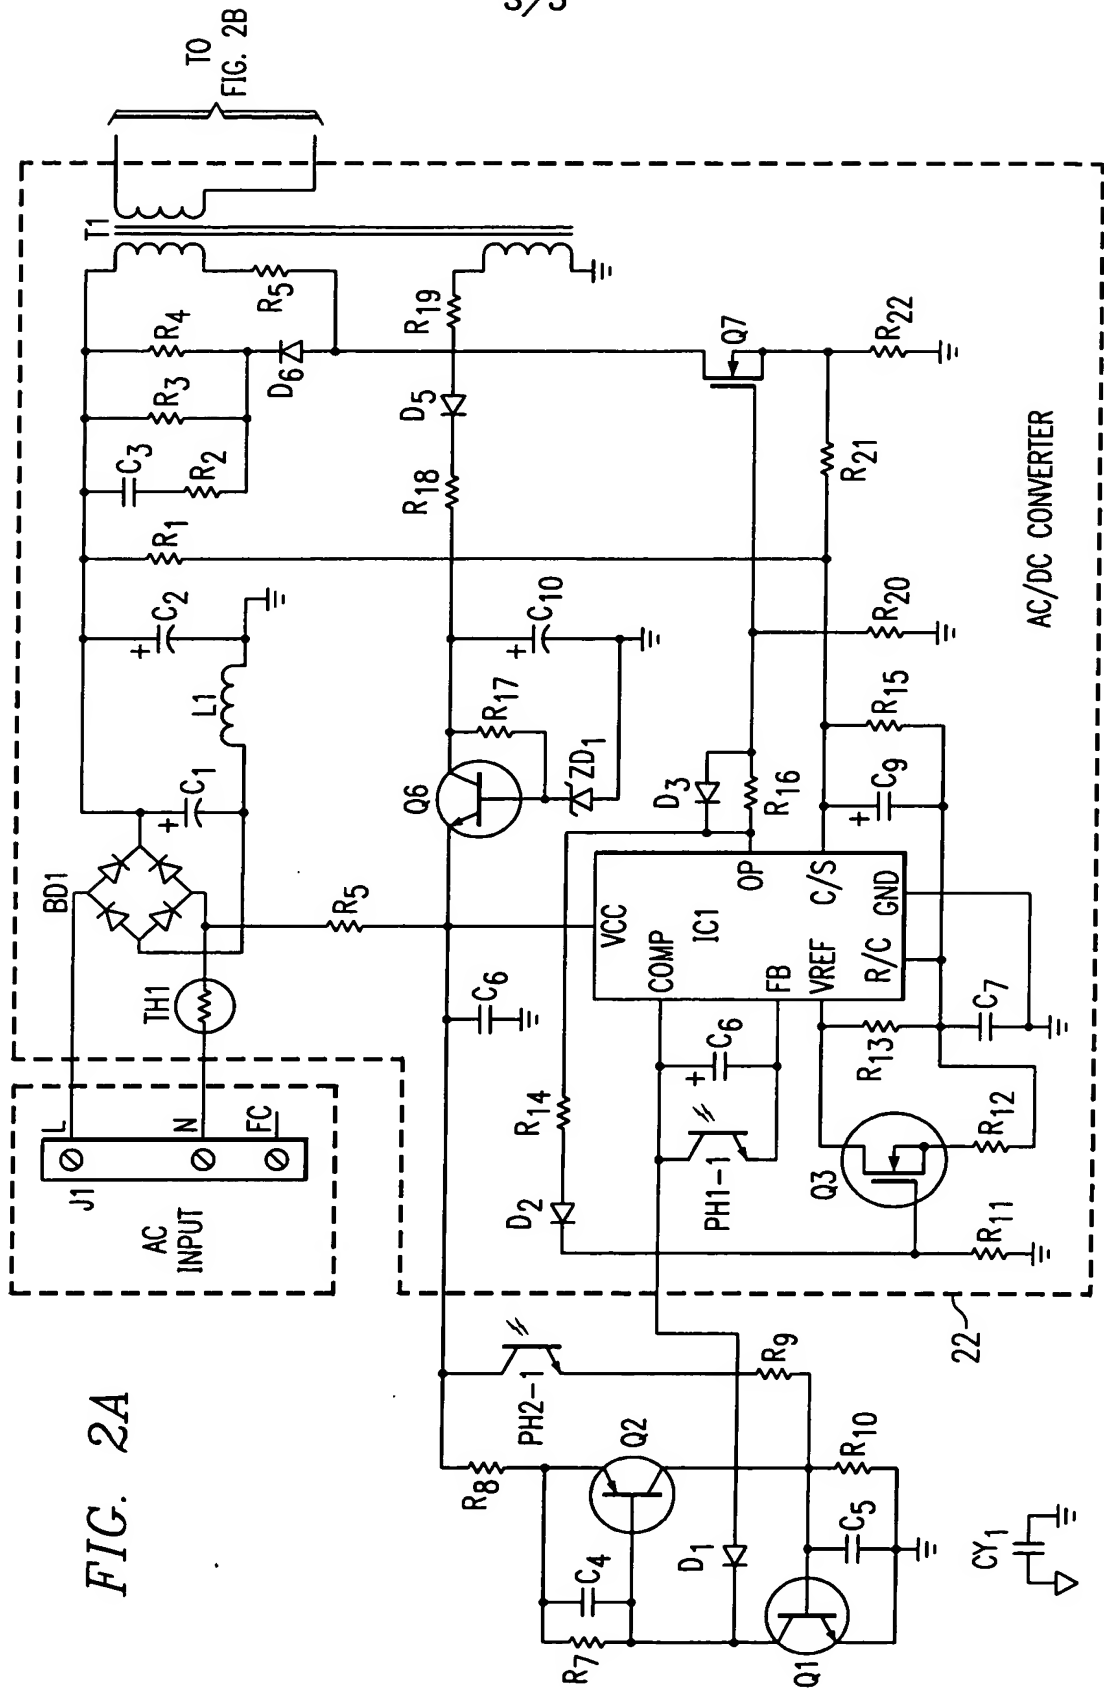 3/5
FIG. 2A
TO
FIG. 2B
T1
AC
INPUT
J1
L
N
FC
TH1
BD1
C1
L1
C2
R1
C3
R2
R3
R4
D6
R5
R5
C6
Q6
R17
ZD1
C10
R18
D5
R19
Q7
R22
R21
R20
R15
C9
D3
R16
VCC
COMP
IC1
OP
FB
C/S
VREF
R/C
GND
C6
PH1-1
R14
D2
R13
C7
Q3
R12
R11
AC/DC CONVERTER
22
PH2-1
R9
R8
Q2
R7
C4
D1
Q1
C5
R10
CY1